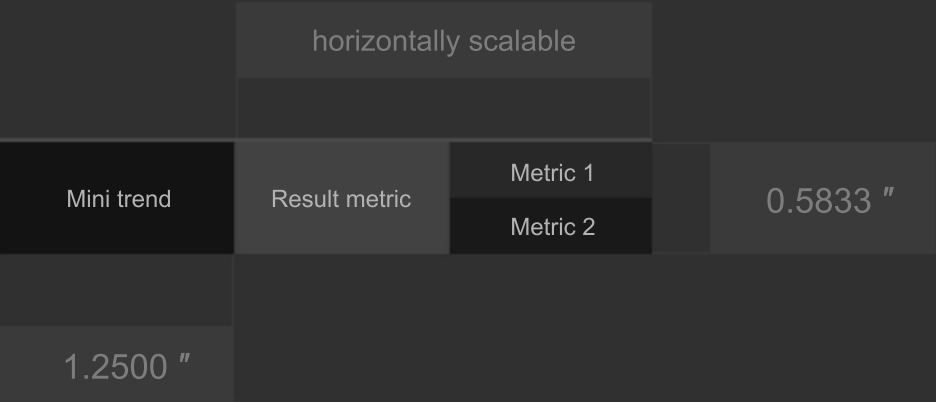 horizontally scalable
Mini trend
Result metric
Metric 1
Metric 2
0.5833 ″
1.2500 ″